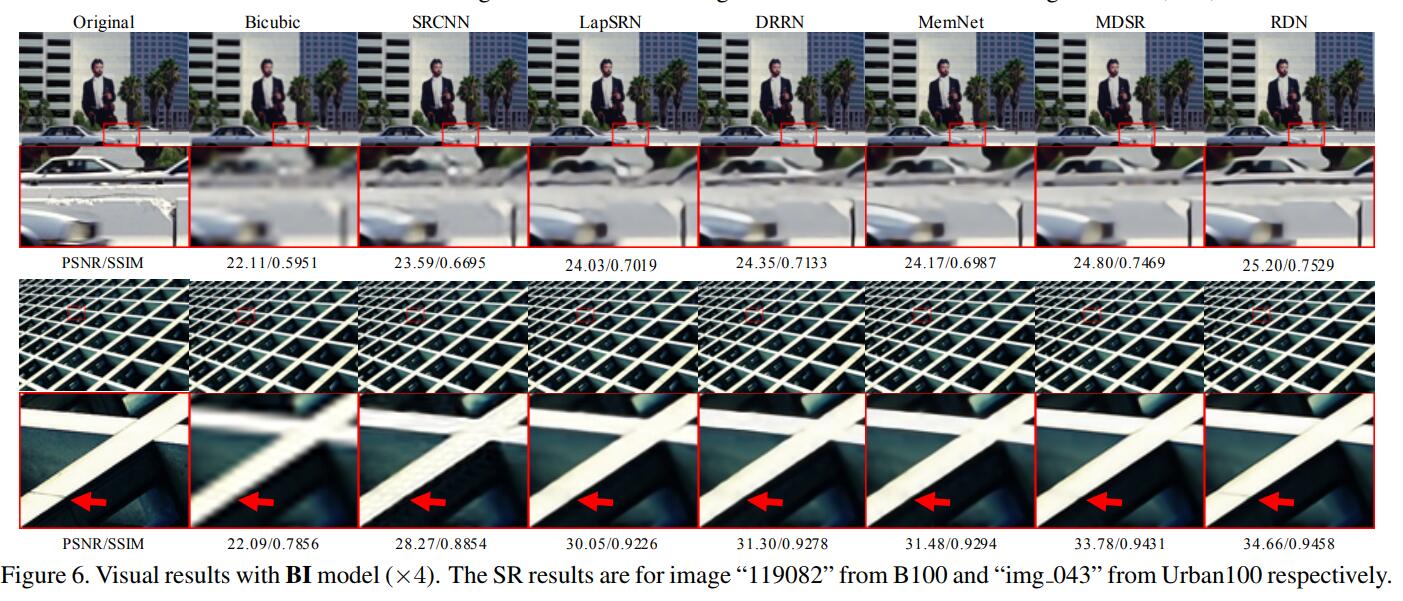 Original Bicubic SRCNN LapSRN DRRN MemNet MDSR RDN
PSNR/SSIM 22.11/0.5951 23.59/0.6695 24.03/0.7019 24.35/0.7133 24.17/0.6987 24.80/0.7469 25.20/0.7529
PSNR/SSIM 22.09/0.7856 28.27/0.8854 30.05/0.9226 31.30/0.9278 31.48/0.9294 33.78/0.9431 34.66/0.9458
Figure 6. Visual results with BI model (×4). The SR results are for image “119082” from B100 and “img_043” from Urban100 respectively.